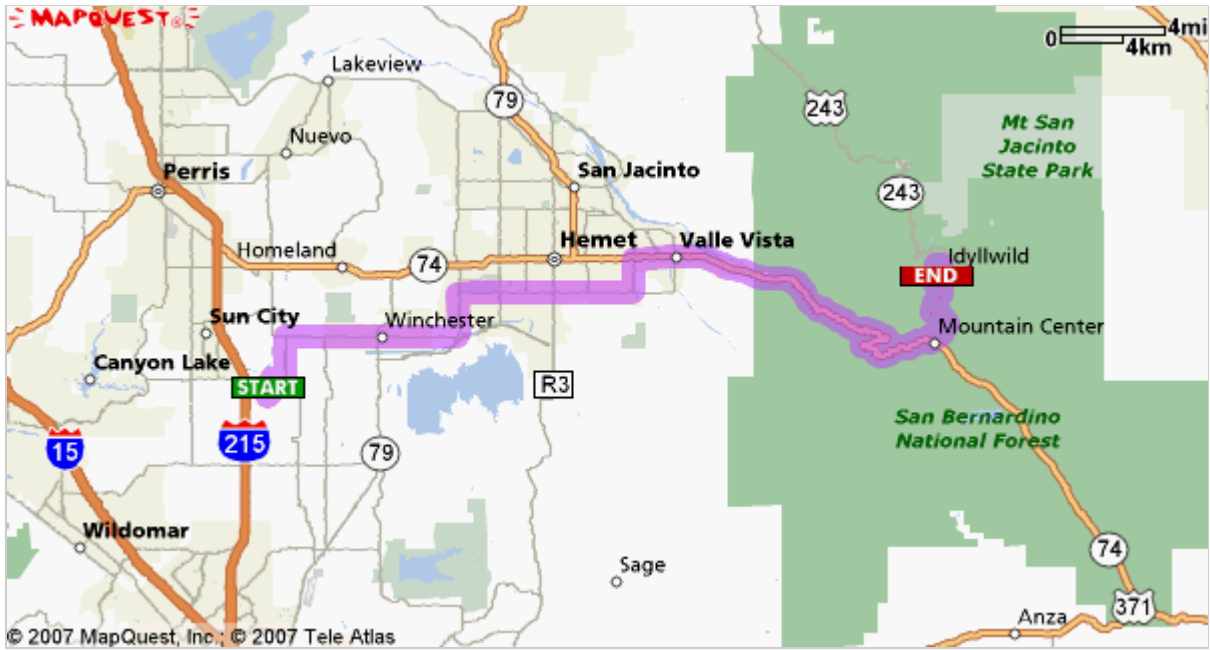 MAPQUEST®
0
4mi
4km
Lakeview
79
243
Nuevo
Mt San
Jacinto
State Park
Perris
San Jacinto
243
Homeland
74
Hemet
Valle Vista
Idyllwild
END
Sun City
Winchester
Mountain Center
Canyon Lake
START
R3
San Bernardino
National Forest
15
215
79
Wildomar
Sage
74
371
Anza
© 2007 MapQuest, Inc.; © 2007 Tele Atlas